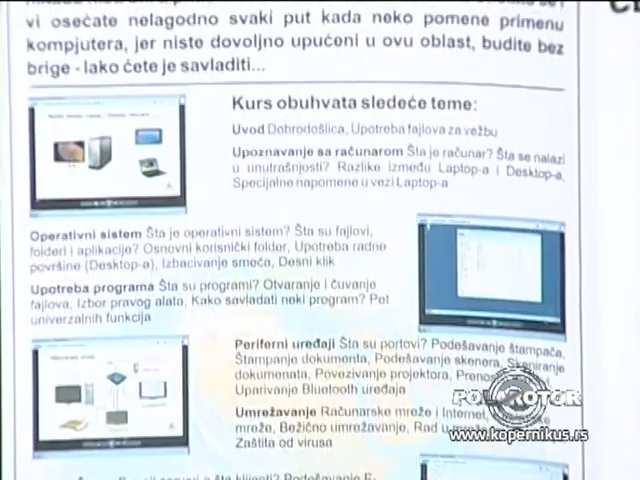 vi osećate nelagodno svaki put kada neko pomene primenu
kompjutera, jer niste dovoljno upućeni u ovu oblast, budite bez
brige - lako ćete je savladiti...
Kurs obuhvata sledeće teme:
Uvod Dobrodošlica, Upotreba fajlova za vežbu
Upoznavanje sa računarom Šta je računar? Šta se nalazi
u unutrašnjosti? Razlike između Laptop-a i Desktop-a,
Specijalne napomene u vezi Laptop-a
Operativni sistem Šta je operativni sistem? Šta su fajlovi,
folderi i aplikacije? Osnovni korisnički folder, Upotreba radne
površine (Desktop-a), Izbacivanje smeća, Desni klik
Upotreba programa Šta su programi? Otvaranje i čuvanje
fajlova, Izbor pravog alata, Kako savladati neki program? Pet
univerzalnih funkcija
Periferni uređaji Šta su portovi? Podešavanje štampača,
Štampanje dokumenta, Podešavanje skenera, Skeniranje
dokumenata, Povezivanje projektora,
Uparivanje Blutooth uređaja
Umrežavanje Računarske mreže i Internet,
mreže, Bežično umrežavanje, Rad u
Zaštita od virusa
POLIROTOR
www.kopernikus.rs